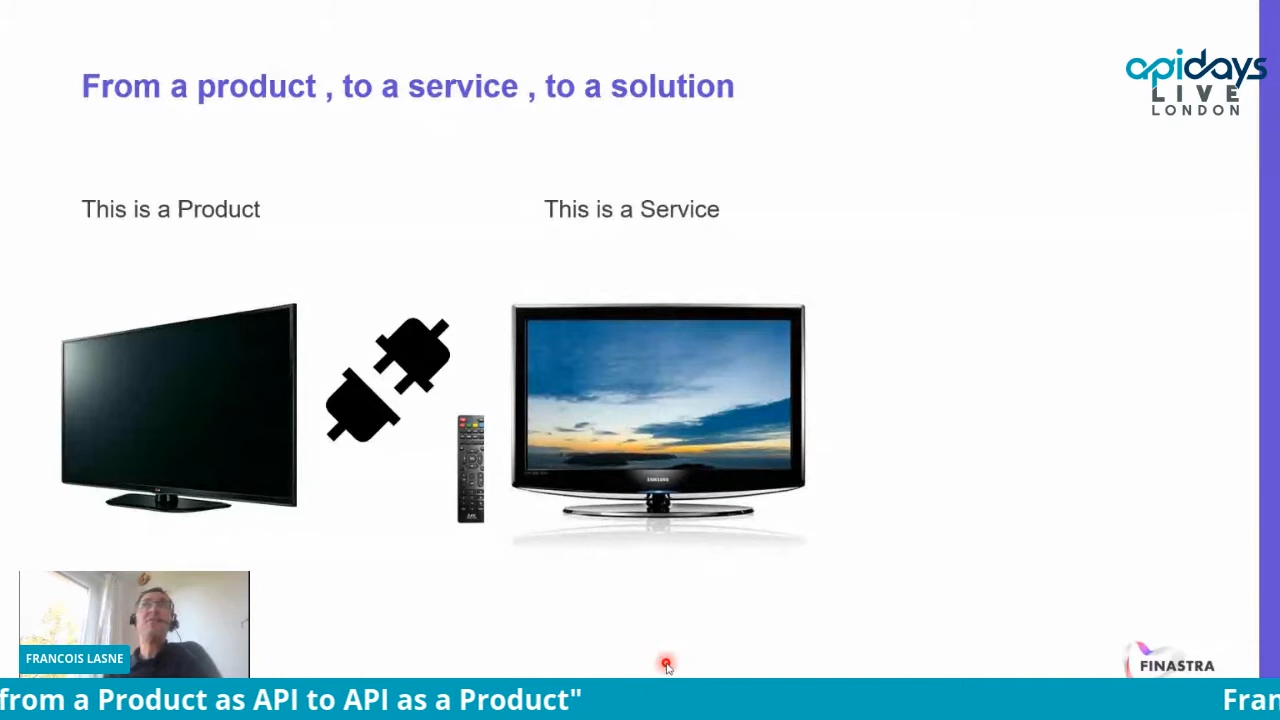 From a product , to a service , to a solution
apidays
LIVE
LONDON
This is a Product
This is a Service
SAMSUNG
FRANCOIS LASNE
FINASTRA
from a Product as API to API as a Product"
Fran